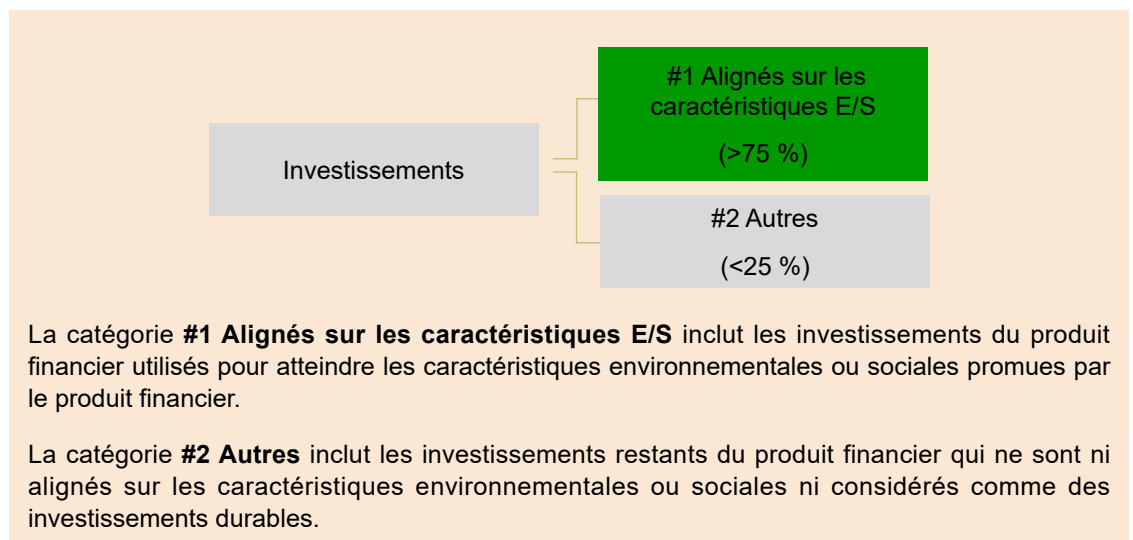 #1 Alignés sur les
caractéristiques E/S
(>75 %)
Investissements
#2 Autres
(<25 %)
La catégorie #1 Alignés sur les caractéristiques E/S inclut les investissements du produit
financier utilisés pour atteindre les caractéristiques environnementales ou sociales promues par
le produit financier.
La catégorie #2 Autres inclut les investissements restants du produit financier qui ne sont ni
alignés sur les caractéristiques environnementales ou sociales ni considérés comme des
investissements durables.